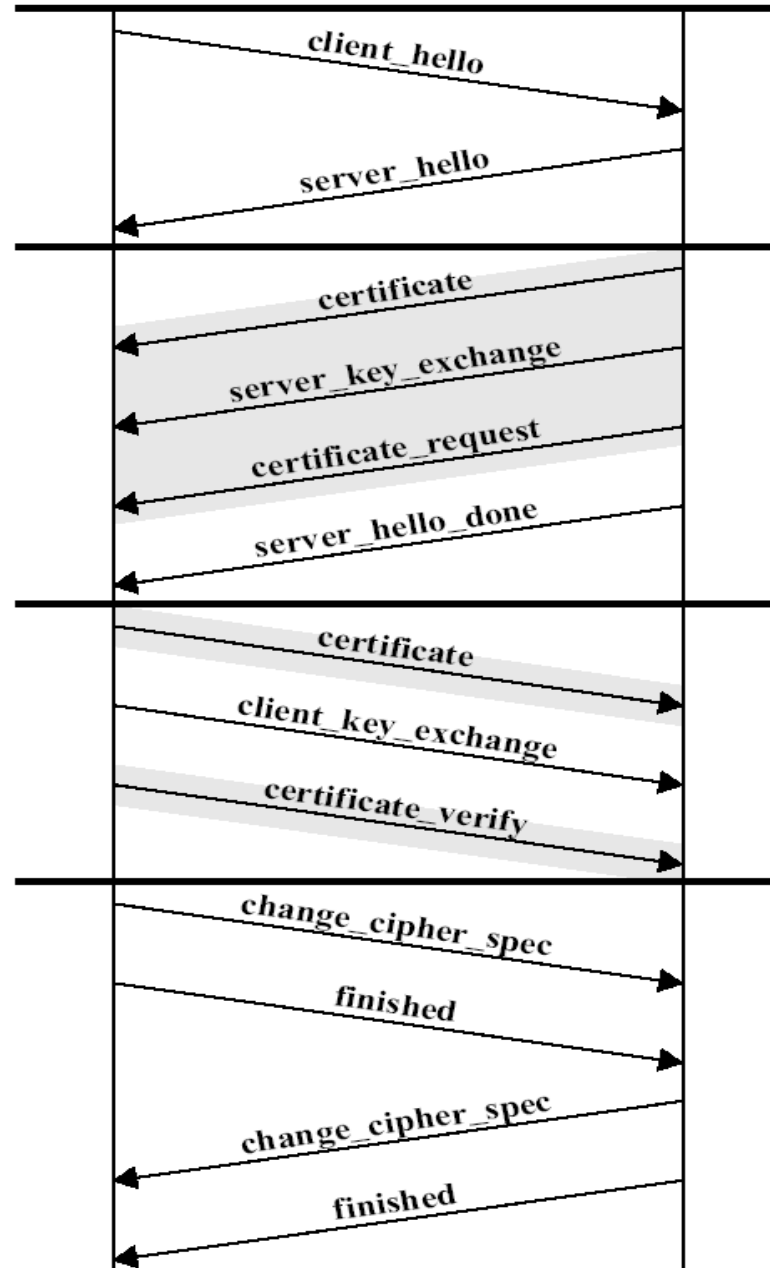 client_hello
server_hello
certificate
server_key_exchange
certificate_request
server_hello_done
certificate
client_key_exchange
certificate_verify
change_cipher_spec
finished
change_cipher_spec
finished